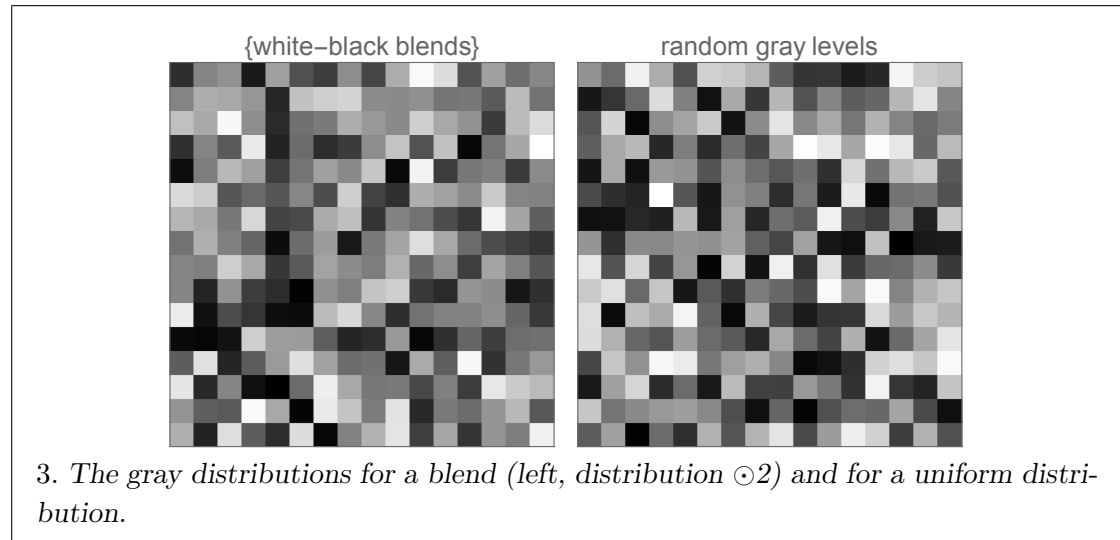 {white−black blends}
random gray levels
3. The gray distributions for a blend (left, distribution ⊙2) and for a uniform distri-
bution.